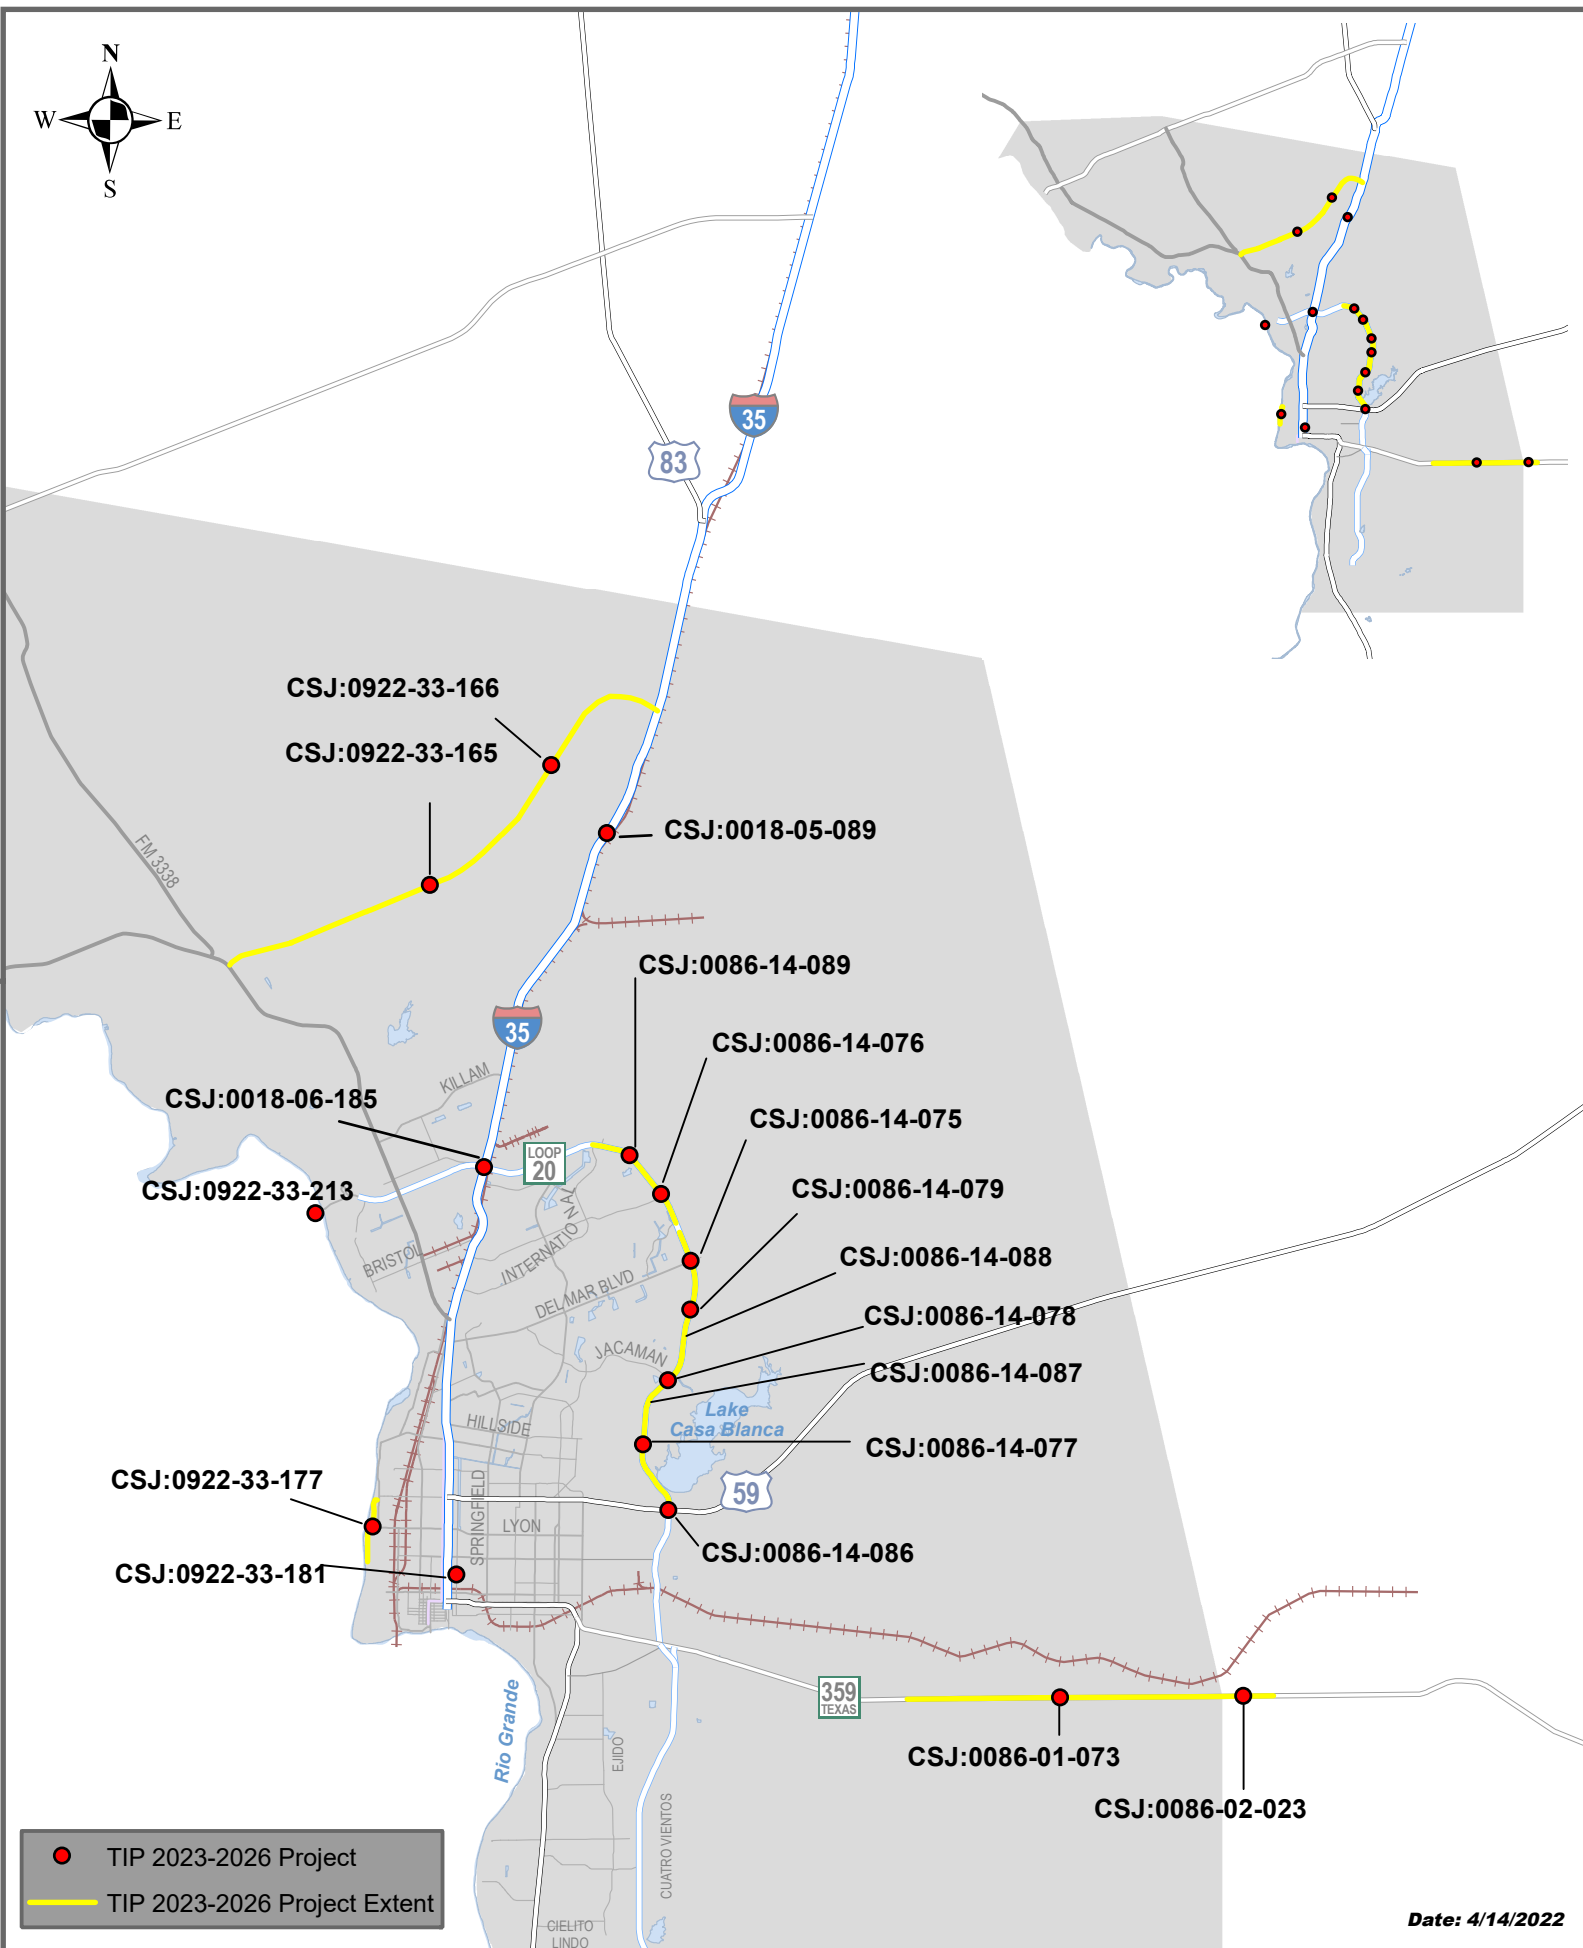 N
W
E
S
35
83
CSJ:0922-33-166
CSJ:0922-33-165
CSJ:0018-05-089
FM 3338
CSJ:0086-14-089
35
CSJ:0086-14-076
KILLAM
CSJ:0018-06-185
CSJ:0086-14-075
LOOP
20
CSJ:0922-33-213
CSJ:0086-14-079
INTERNATIONAL
BRISTOL
CSJ:0086-14-088
DEL MAR BLVD
CSJ:0086-14-078
JACAMAN
CSJ:0086-14-087
Lake
Casa Blanca
HILLSIDE
CSJ:0086-14-077
CSJ:0922-33-177
59
SPRINGFIELD
LYON
CSJ:0086-14-086
CSJ:0922-33-181
359
TEXAS
Rio Grande
EJIDO
CSJ:0086-01-073
CSJ:0086-02-023
CUATRO VIENTOS
TIP 2023-2026 Project
TIP 2023-2026 Project Extent
CIELITO
LINDO
Date: 4/14/2022